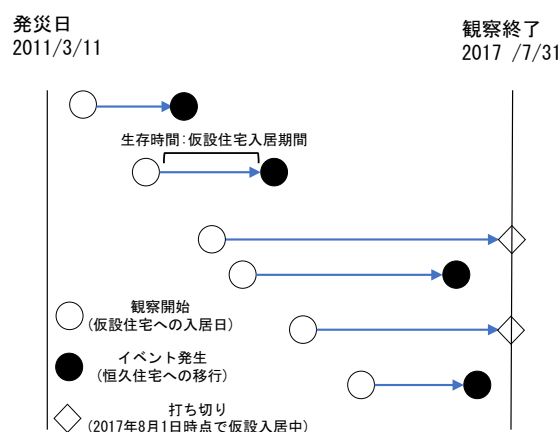 発災日
2011/3/11
観察終了
2017 /7/31
生存時間:仮設住宅入居期間
観察開始
(仮設住宅への入居日)
イベント発生
(恒久住宅への移行)
打ち切り
(2017年8月1日時点で仮設入居中)